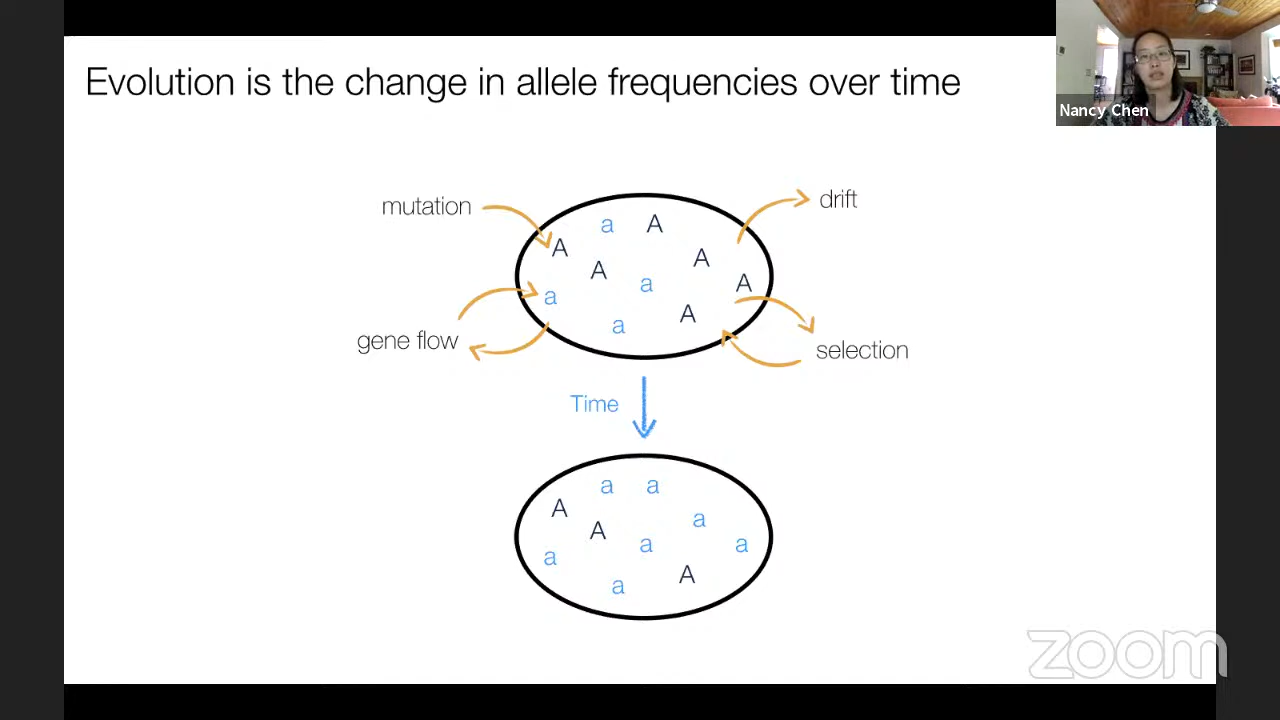 Evolution is the change in allele frequencies over time
Nancy Chen
mutation
drift
a A
A
A
A
a
A
a
A
a
gene flow
selection
Time
a a
A
a
A
a
a
a
A
a
zoom